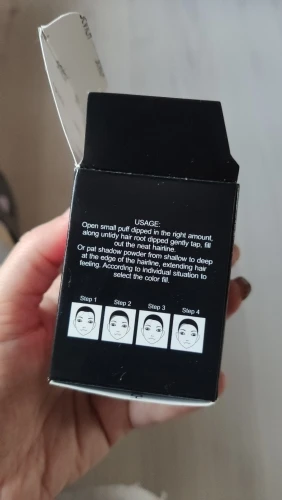 USAGE:
Open small puff dipped in the right amount,
along untidy hair root dipped gently tap, fill
out the neat hairline.
Or pat shadow powder from shallow to deep
at the edge of the hairline, extending hair
feeling. According to individual situation to
select the color fill.
Step 1 Step 2 Step 3 Step 4